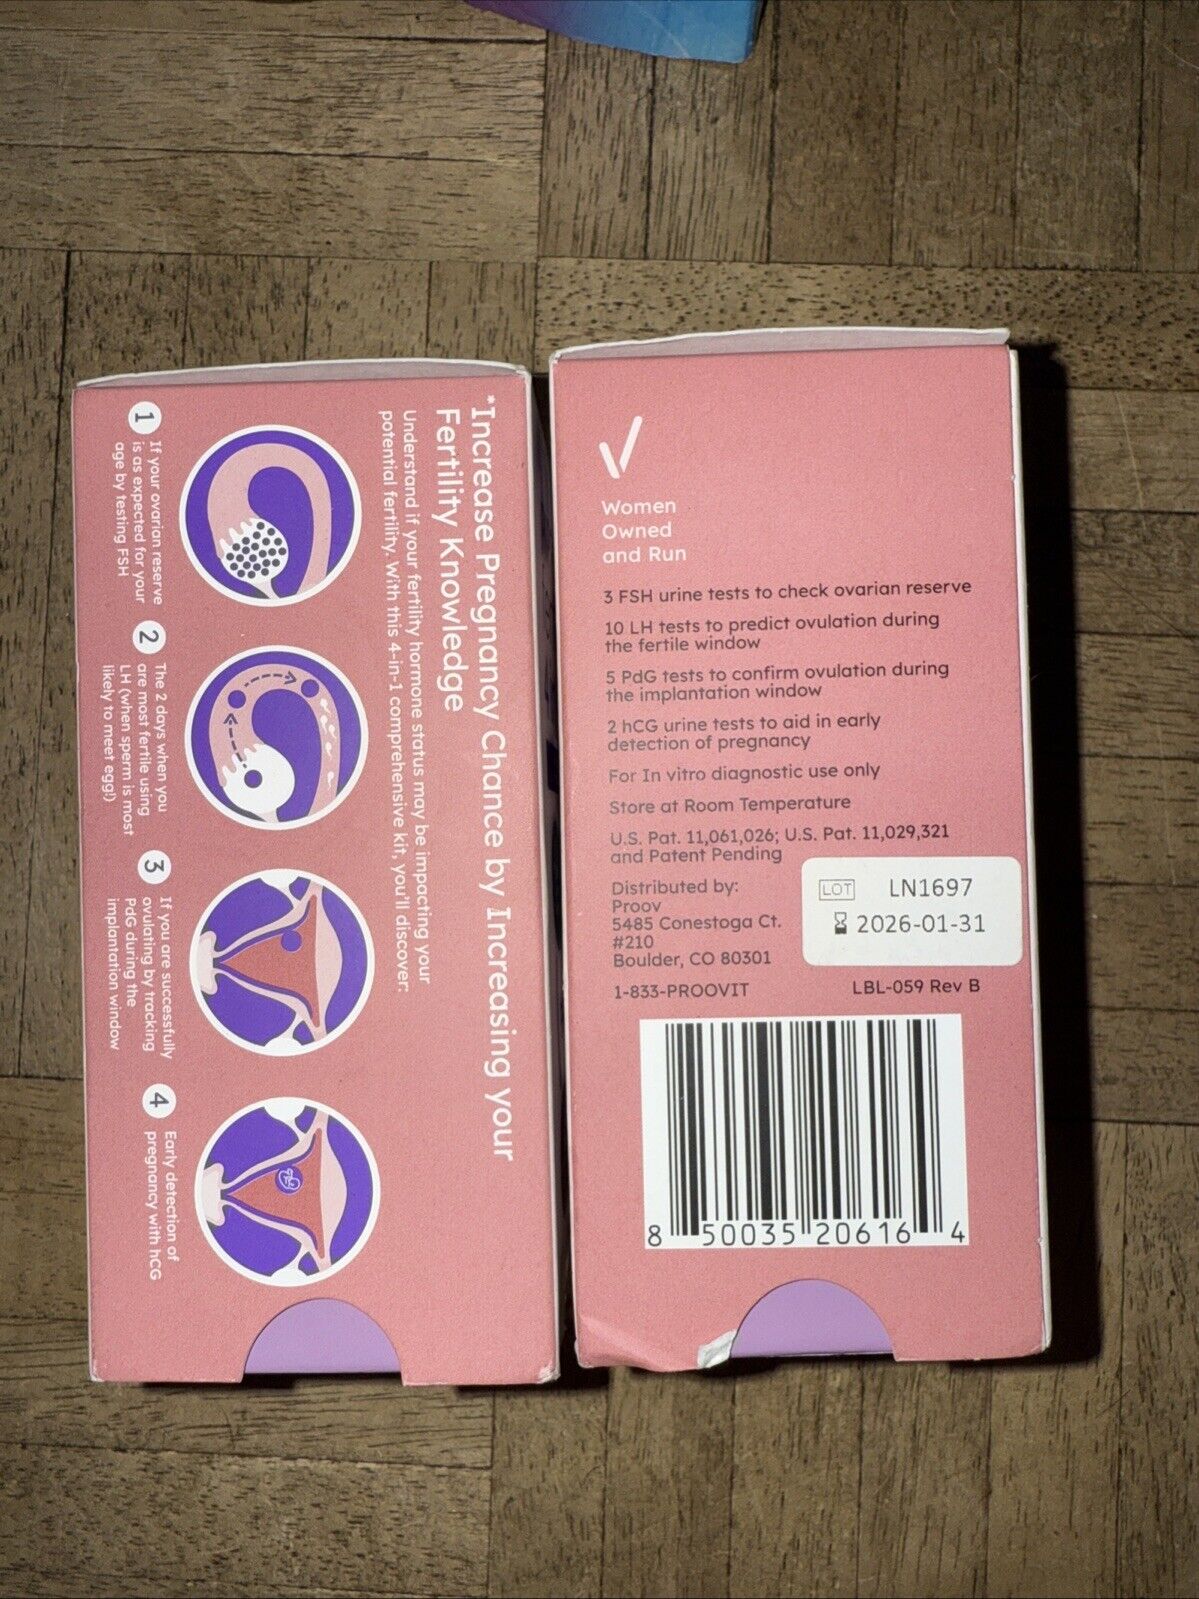 *Increase Pregnancy Chance by Increasing your
Fertility Knowledge
Understand if your fertility hormone status may be impacting your
potential fertility. With this 4-in-1 comprehensive kit, you'll discover:
1
If your ovarian reserve
is as expected for your
age by testing FSH
2
The 2 days when you
are most fertile using
LH (when sperm is most
likely to meet egg!)
3
If you are successfully
ovulating by tracking
PdG during the
implantation window
4
Early detection of
pregnancy with hCG
Women
Owned
and Run
3 FSH urine tests to check ovarian reserve
10 LH tests to predict ovulation during
the fertile window
5 PdG tests to confirm ovulation during
the implantation window
2 hCG urine tests to aid in early
detection of pregnancy
For In vitro diagnostic use only
Store at Room Temperature
U.S. Pat. 11,061,026; U.S. Pat. 11,029,321
and Patent Pending
Distributed by:
Proov
5485 Conestoga Ct.
#210
Boulder, CO 80301
LOT LN1697
2026-01-31
1-833-PROOVIT LBL-059 Rev B
8 50035 20616 4